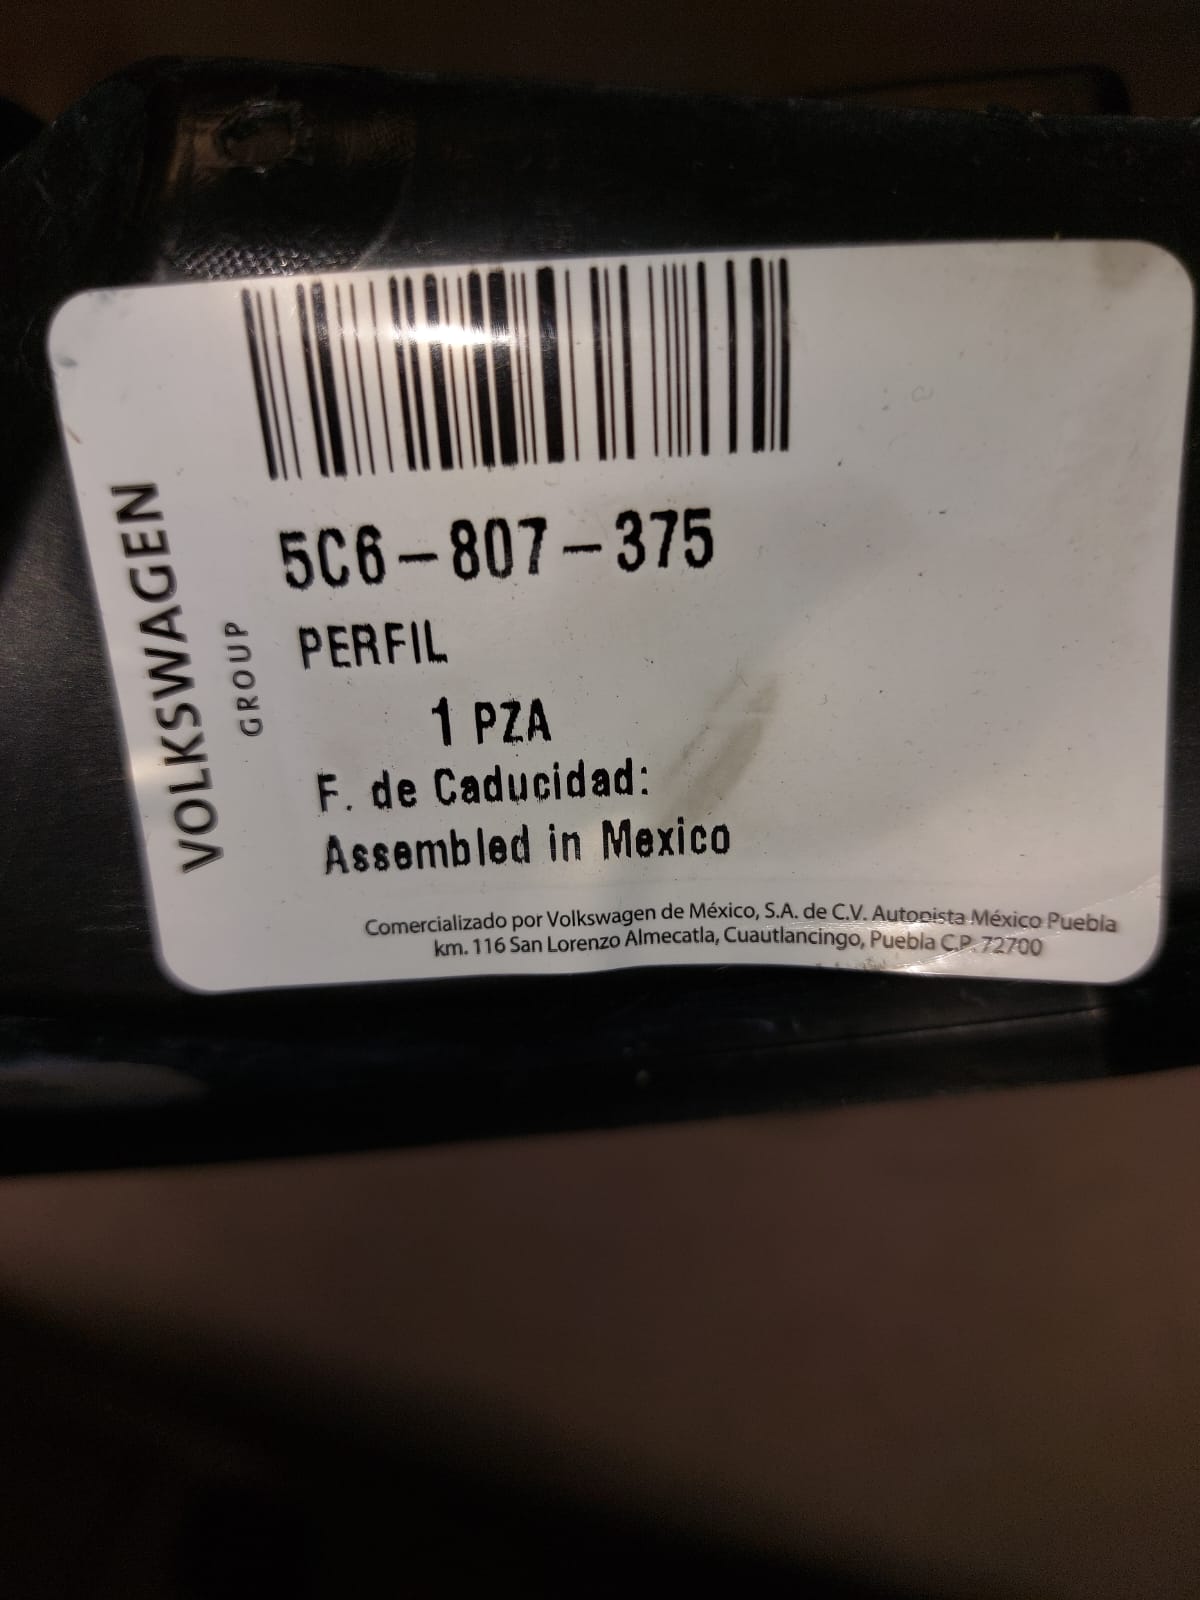 VOLKSWAGEN
GROUP
5C6-807-375
PERFIL
1 PZA
F. de Caducidad:
Assembled in Mexico
Comercializado por Volkswagen de México, S.A. de C.V. Autopista México Puebla
km. 116 San Lorenzo Almecatla, Cuautlancingo, Puebla C.P. 72700